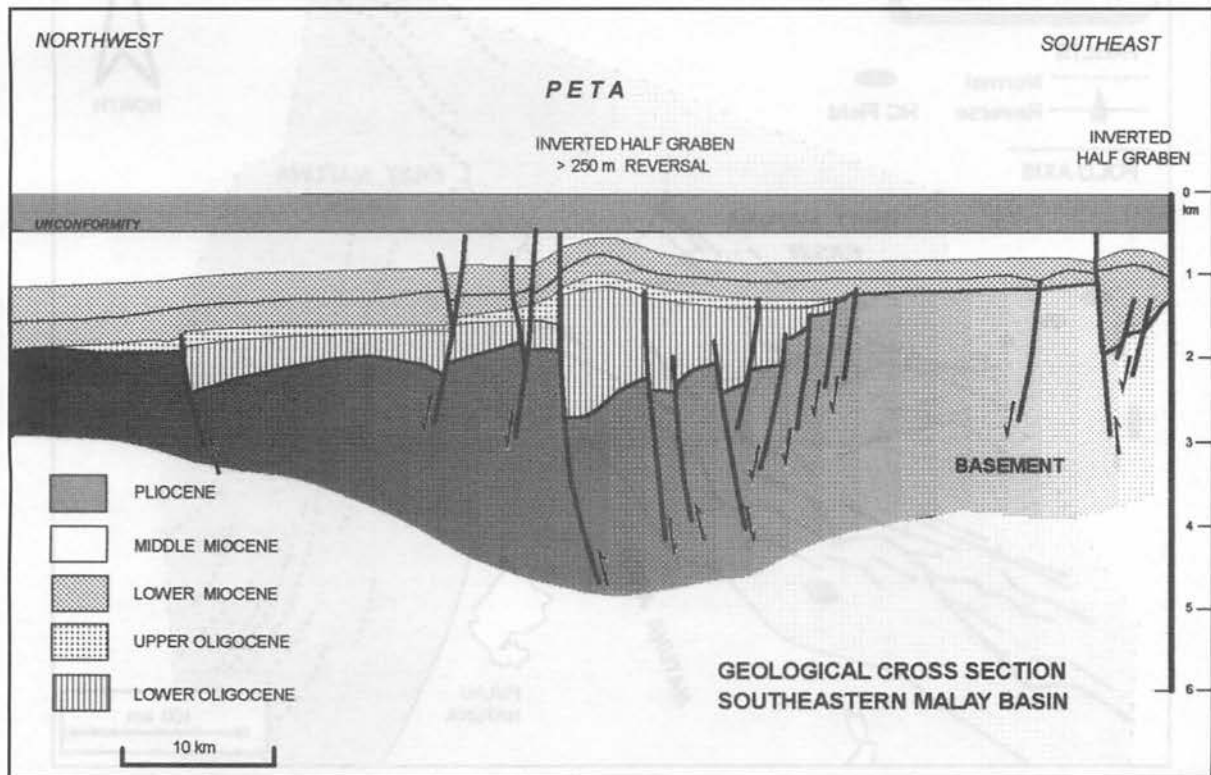 NORTHWEST
SOUTHEAST
PETA
INVERTED HALF GRABEN
> 250 m REVERSAL
INVERTED
HALF GRABEN
0
km
UNCONFORMITY
1
2
3
BASEMENT
PLIOCENE
4
MIDDLE MIOCENE
LOWER MIOCENE
5
UPPER OLIGOCENE
GEOLOGICAL CROSS SECTION
SOUTHEASTERN MALAY BASIN
LOWER OLIGOCENE
6
10 km